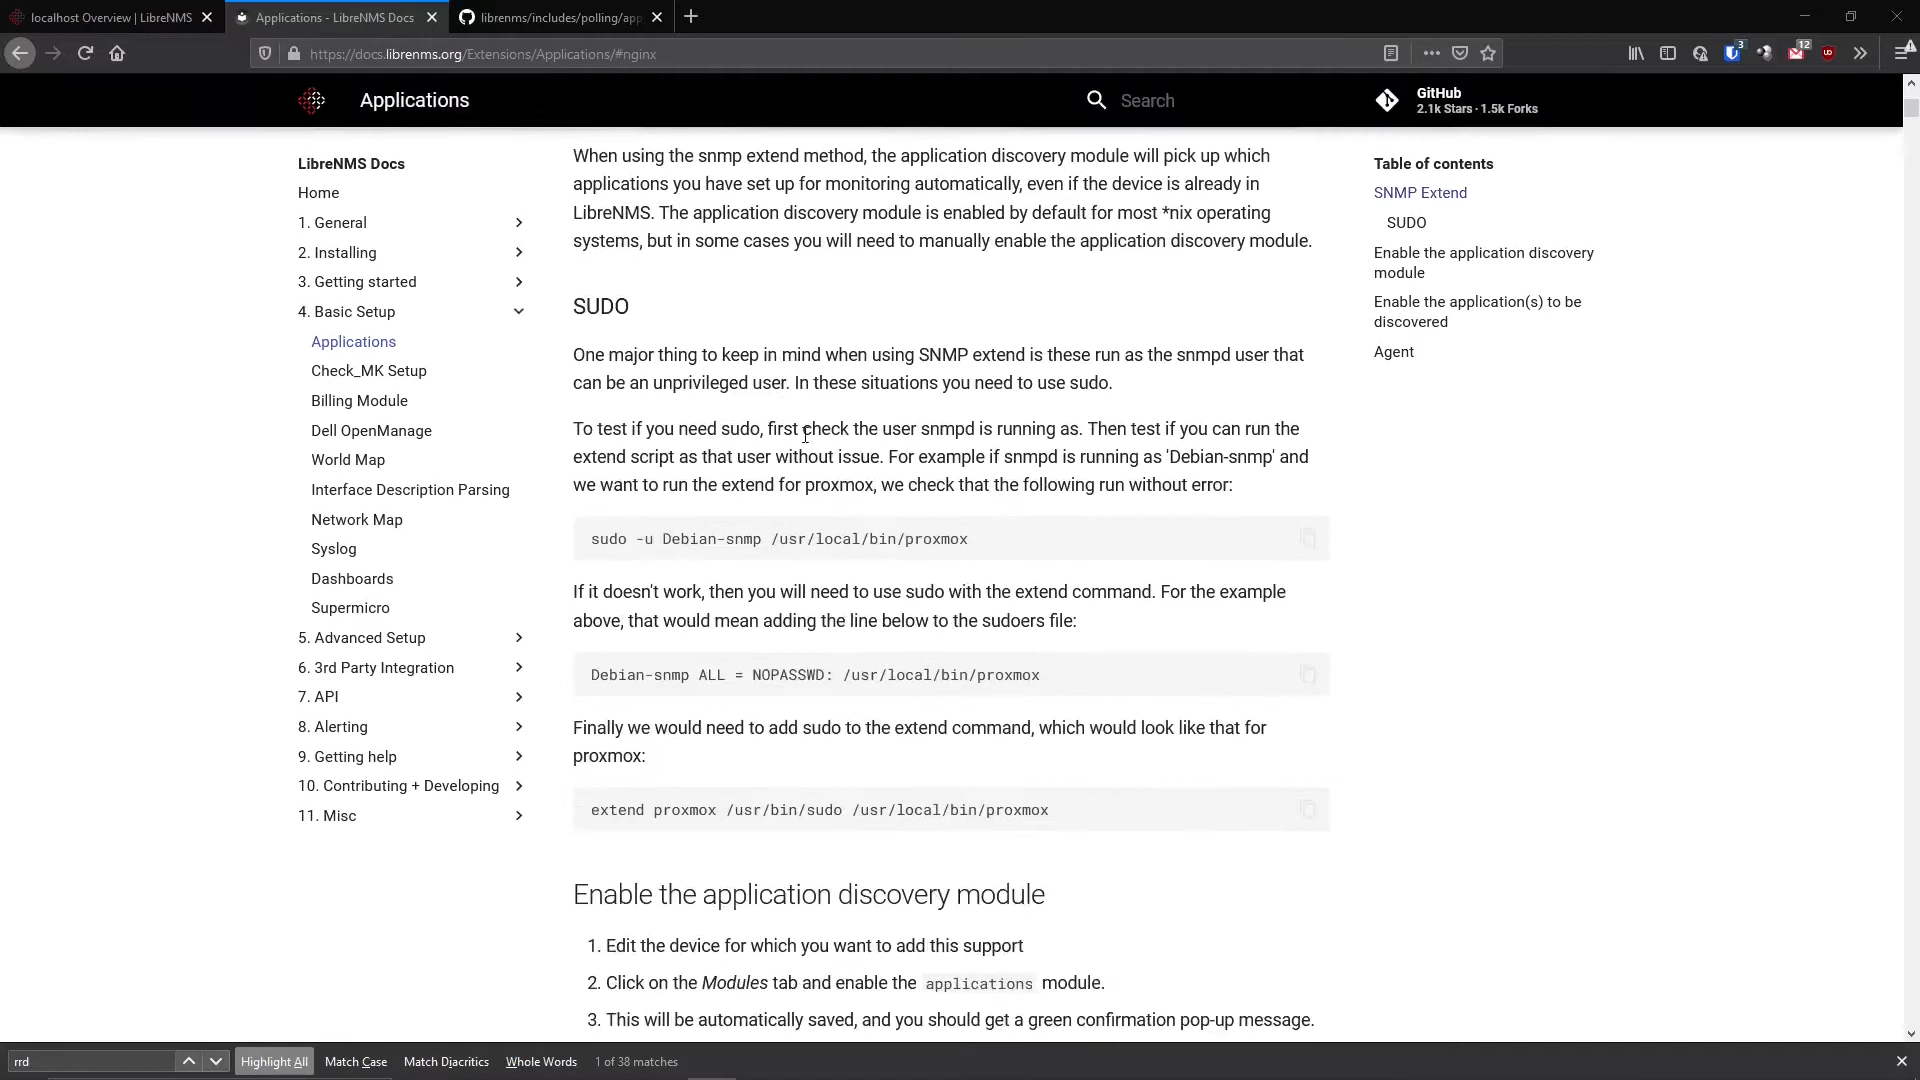 localhost Overview | LibreNMS
Applications - LibreNMS Docs
librenms/includes/polling/app
https://docs.librenms.org/Extensions/Applications/#nginx
3
12
Applications
Search
GitHub
2.1k Stars · 1.5k Forks
LibreNMS Docs
Home
1. General
2. Installing
3. Getting started
4. Basic Setup
Applications
Check_MK Setup
Billing Module
Dell OpenManage
World Map
Interface Description Parsing
Network Map
Syslog
Dashboards
Supermicro
5. Advanced Setup
6. 3rd Party Integration
7. API
8. Alerting
9. Getting help
10. Contributing + Developing
11. Misc
When using the snmp extend method, the application discovery module will pick up which
applications you have set up for monitoring automatically, even if the device is already in
LibreNMS. The application discovery module is enabled by default for most *nix operating
systems, but in some cases you will need to manually enable the application discovery module.
SUDO
One major thing to keep in mind when using SNMP extend is these run as the snmpd user that
can be an unprivileged user. In these situations you need to use sudo.
To test if you need sudo, first check the user snmpd is running as. Then test if you can run the
extend script as that user without issue. For example if snmpd is running as 'Debian-snmp' and
we want to run the extend for proxmox, we check that the following run without error:
sudo -u Debian-snmp /usr/local/bin/proxmox
If it doesn't work, then you will need to use sudo with the extend command. For the example
above, that would mean adding the line below to the sudoers file:
Debian-snmp ALL = NOPASSWD: /usr/local/bin/proxmox
Finally we would need to add sudo to the extend command, which would look like that for
proxmox:
extend proxmox /usr/bin/sudo /usr/local/bin/proxmox
Enable the application discovery module
1. Edit the device for which you want to add this support
2. Click on the Modules tab and enable the applications module.
3. This will be automatically saved, and you should get a green confirmation pop-up message.
Table of contents
SNMP Extend
SUDO
Enable the application discovery
module
Enable the application(s) to be
discovered
Agent
rrd
Highlight All
Match Case
Match Diacritics
Whole Words
1 of 38 matches